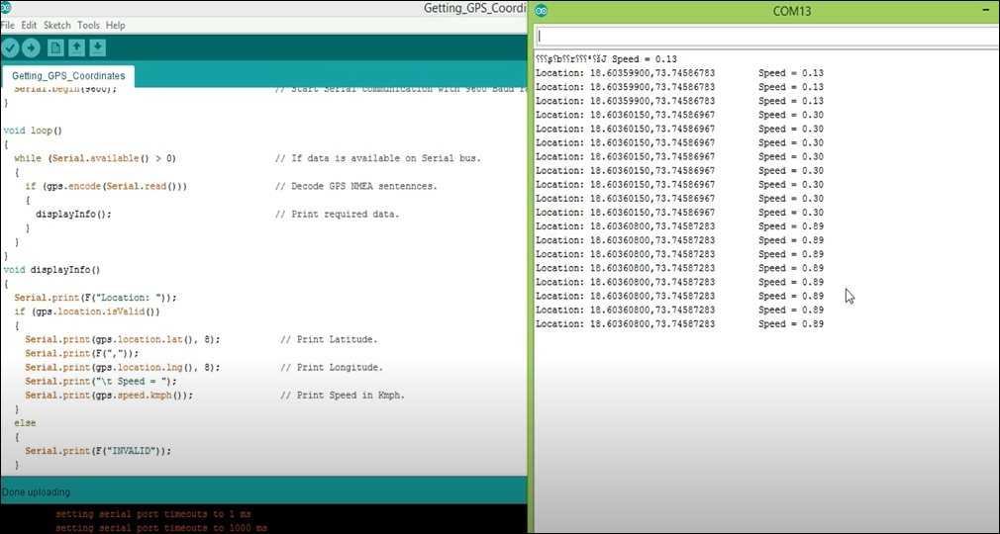 Getting_GPS_Coordi
File Edit Sketch Tools Help
Getting_GPS_Coordinates
Serial.begin(9600); // Start Serial communication with 9600 Baud
}
void loop()
{
while (Serial.available() > 0) // If data is available on Serial bus.
{
if (gps.encode(Serial.read())) // Decode GPS NMEA sentennces.
{
displayInfo(); // Print required data.
}
}
}
void displayInfo()
{
Serial.print(F("Location: "));
if (gps.location.isValid())
{
Serial.print(gps.location.lat(), 8); // Print Latitude.
Serial.print(F(","));
Serial.print(gps.location.lng(), 8); // Print Longitude.
Serial.print("\t Speed = ");
Serial.print(gps.speed.kmph()); // Print Speed in Kmph.
}
else
{
Serial.print(F("INVALID"));
}
Done uploading.
setting serial port timeouts to 1 ms
setting serial port timeouts to 1000 ms
COM13
Speed = 0.13
Location: 18.60359900,73.74586783 Speed = 0.13
Location: 18.60359900,73.74586783 Speed = 0.13
Location: 18.60359900,73.74586783 Speed = 0.13
Location: 18.60360150,73.74586967 Speed = 0.30
Location: 18.60360150,73.74586967 Speed = 0.30
Location: 18.60360150,73.74586967 Speed = 0.30
Location: 18.60360150,73.74586967 Speed = 0.30
Location: 18.60360150,73.74586967 Speed = 0.30
Location: 18.60360150,73.74586967 Speed = 0.30
Location: 18.60360150,73.74586967 Speed = 0.30
Location: 18.60360150,73.74586967 Speed = 0.30
Location: 18.60360800,73.74587283 Speed = 0.89
Location: 18.60360800,73.74587283 Speed = 0.89
Location: 18.60360800,73.74587283 Speed = 0.89
Location: 18.60360800,73.74587283 Speed = 0.89
Location: 18.60360800,73.74587283 Speed = 0.89
Location: 18.60360800,73.74587283 Speed = 0.89
Location: 18.60360800,73.74587283 Speed = 0.89
Location: 18.60360800,73.74587283 Speed = 0.89